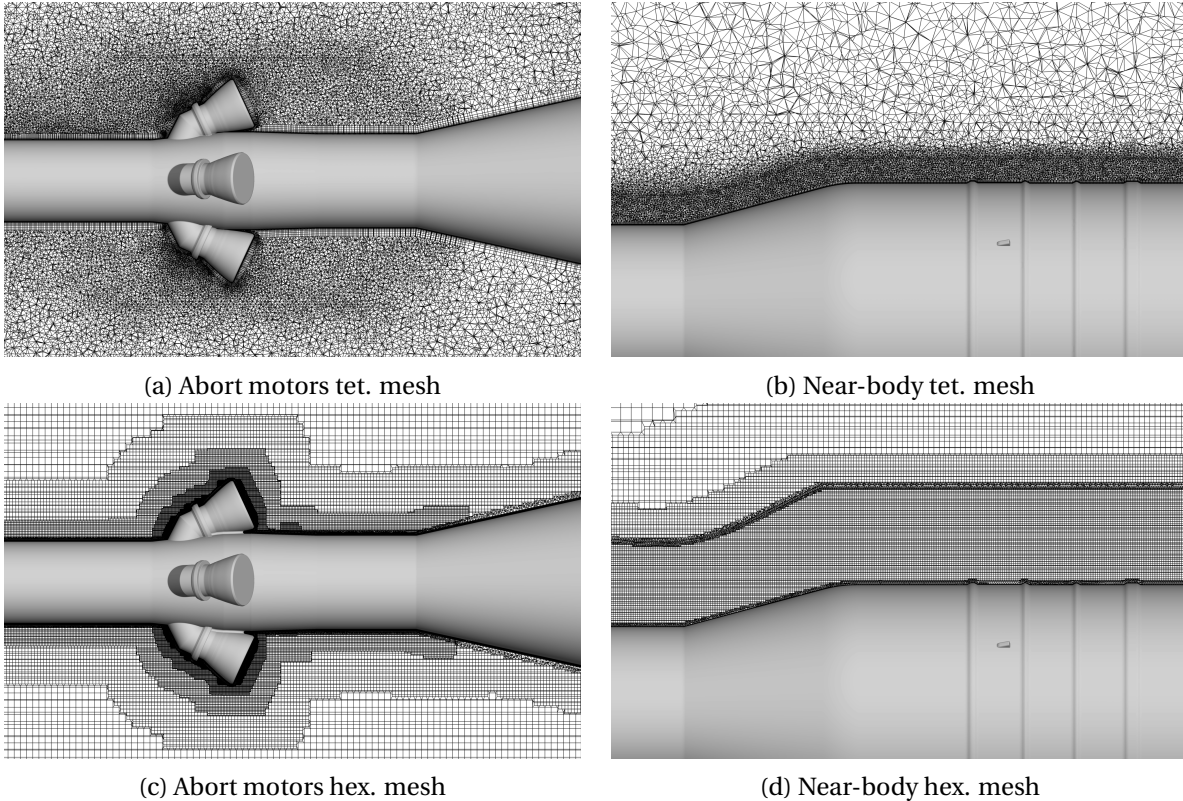 (a) Abort motors tet. mesh
(b) Near-body tet. mesh
(c) Abort motors hex. mesh
(d) Near-body hex. mesh